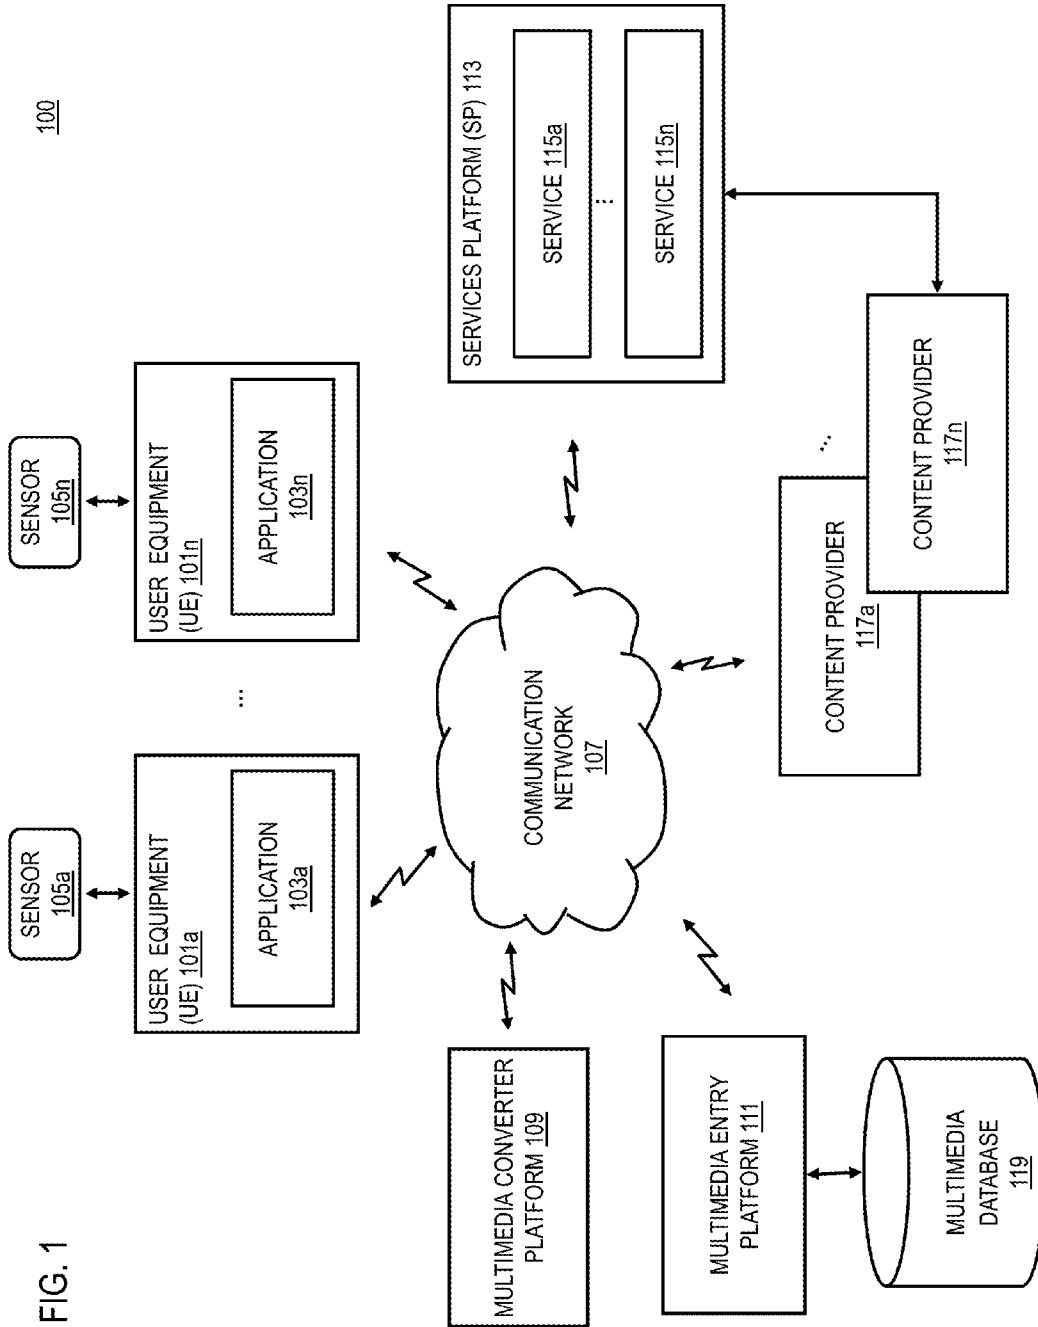 FIG. 1
100
SENSOR
105a
SENSOR
105n
USER EQUIPMENT
(UE) 101a
APPLICATION
103a
...
USER EQUIPMENT
(UE) 101n
APPLICATION
103n
MULTIMEDIA CONVERTER
PLATFORM 109
COMMUNICATION
NETWORK
107
SERVICES PLATFORM (SP) 113
SERVICE 115a
...
SERVICE 115n
MULTIMEDIA ENTRY
PLATFORM 111
CONTENT PROVIDER
117a
...
CONTENT PROVIDER
117n
MULTIMEDIA
DATABASE
119